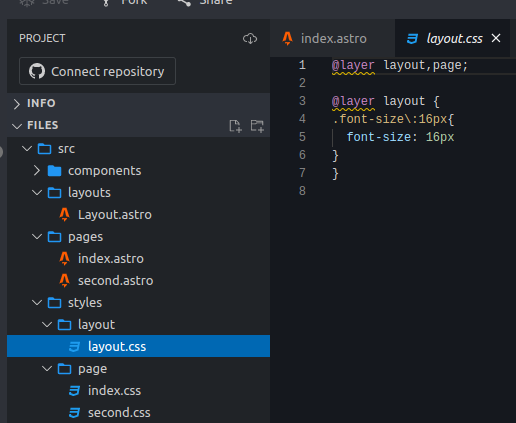 Save Fork Share
PROJECT
Connect repository
INFO
FILES
src
components
layouts
Layout.astro
pages
index.astro
second.astro
styles
layout
layout.css
page
index.css
second.css
index.astro layout.css
1 @layer layout,page;
2
3 @layer layout {
4 .font-size\:16px{
5 font-size: 16px
6 }
7 }
8